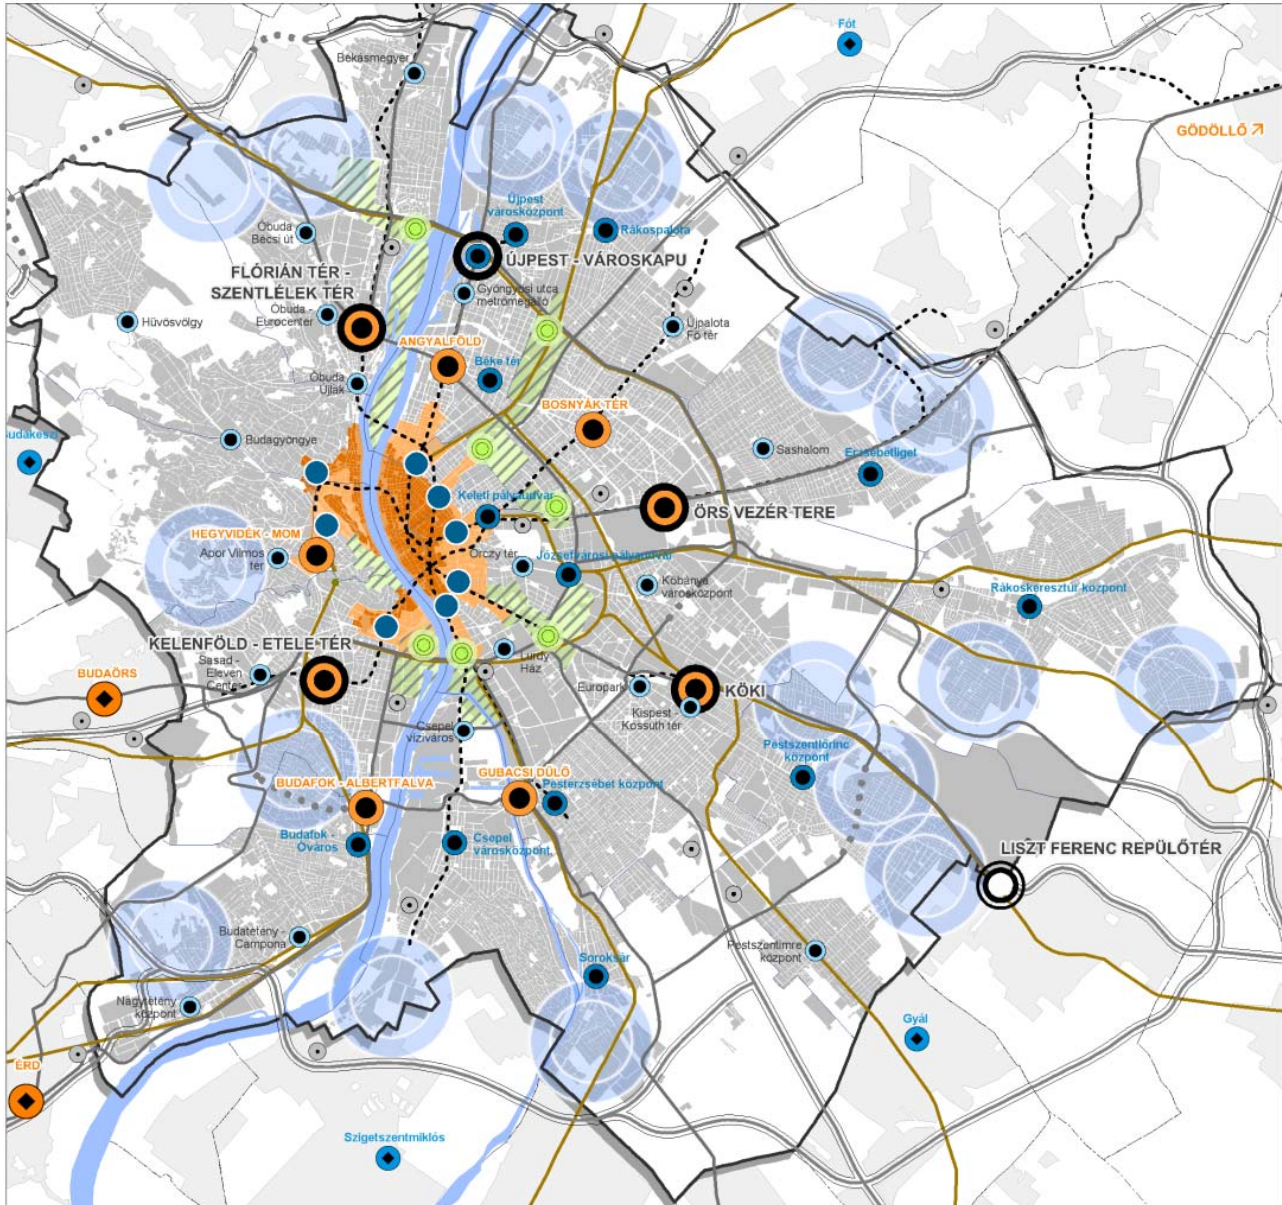 Fót
Békásmegyer
GÖDÖLLŐ
Óbuda
Bécsi út
Újpest
városközpont
Rákospalota
ÚJPEST - VÁROSKAPU
FLÓRIÁN TÉR -
SZENTLÉLEK TÉR
Gyöngyösi utca
metrómegálló
Óbuda -
Eurocenter
Hűvösvölgy
Újpalota
Fő tér
ANGYALFÖLD
Béke tér
Óbuda
Újlak
BOSNYÁK TÉR
Budakeszi
Budagyöngye
Sashalom
Erzsébetliget
Keleti pályaudvar
ÖRS VEZÉR TERE
HEGYVIDÉK - MOM
Apor Vilmos
tér
Orczy tér
Józsefvárosi pályaudvar
Kőbánya
városközpont
Rákoskeresztúr központ
KELENFÖLD - ETELE TÉR
Sasad -
Eleven
Center
Lurdy
Ház
BUDAÖRS
Europark
KÖKI
Kispest
Kossuth tér
Csepel
víziváros
Pestszentlőrinc
központ
BUDAFOK - ALBERTFALVA
GUBACSI DŰLŐ
Pesterzsébet központ
Budafok -
Óváros
Csepel
városközpont
LISZT FERENC REPÜLŐTÉR
Budatétény -
Campona
Pestszentimre
központ
Soroksár
Nagytétény
központ
Gyál
ÉRD
Szigetszentmiklós